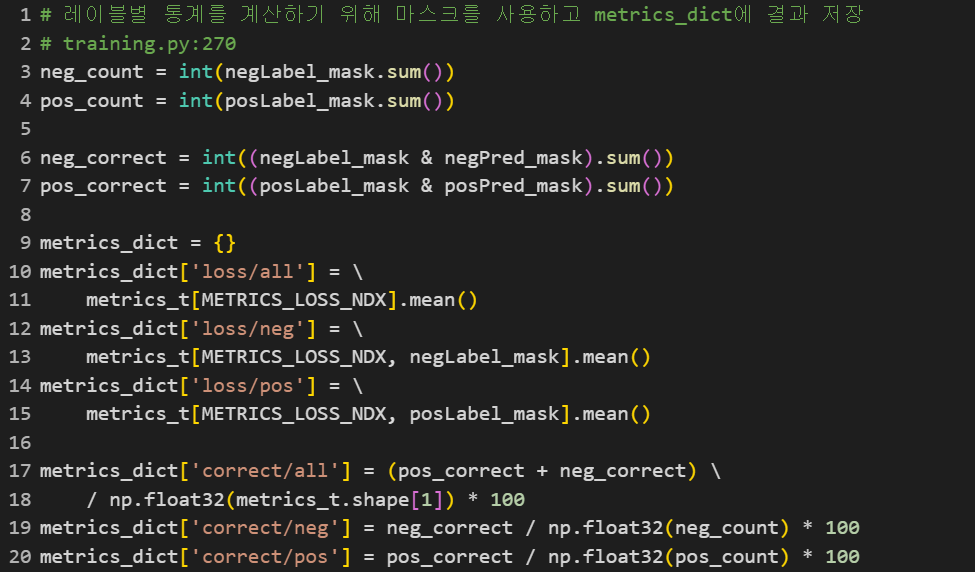 1 # 레이블별 통계를 계산하기 위해 마스크를 사용하고 metrics_dict에 결과 저장
2 # training.py:270
3 neg_count = int(negLabel_mask.sum())
4 pos_count = int(posLabel_mask.sum())
5
6 neg_correct = int((negLabel_mask & negPred_mask).sum())
7 pos_correct = int((posLabel_mask & posPred_mask).sum())
8
9 metrics_dict = {}
10 metrics_dict['loss/all'] = \
11     metrics_t[METRICS_LOSS_NDX].mean()
12 metrics_dict['loss/neg'] = \
13     metrics_t[METRICS_LOSS_NDX, negLabel_mask].mean()
14 metrics_dict['loss/pos'] = \
15     metrics_t[METRICS_LOSS_NDX, posLabel_mask].mean()
16
17 metrics_dict['correct/all'] = (pos_correct + neg_correct) \
18     / np.float32(metrics_t.shape[1]) * 100
19 metrics_dict['correct/neg'] = neg_correct / np.float32(neg_count) * 100
20 metrics_dict['correct/pos'] = pos_correct / np.float32(pos_count) * 100